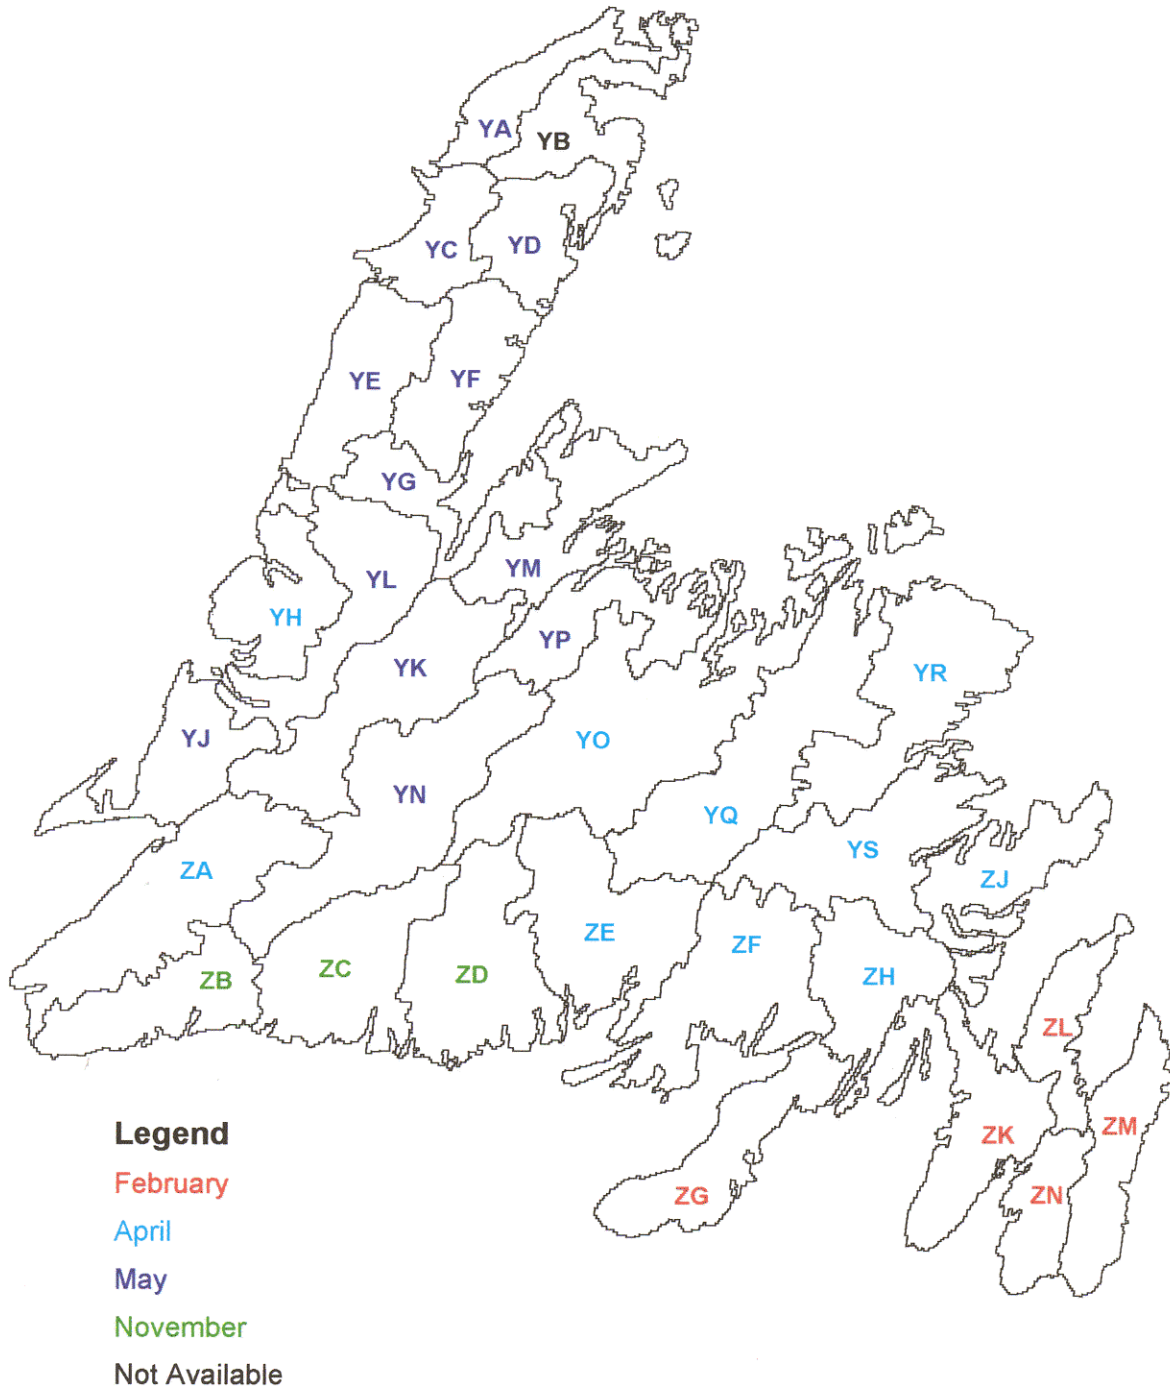 YA
YB
YC
YD
YE
YF
YG
YM
YL
YH
YP
YK
YR
YJ
YO
YN
YQ
YS
ZA
ZJ
ZE
ZF
ZB
ZC
ZD
ZH
ZL
ZK
ZM
ZG
ZN
Legend
February
April
May
November
Not Available